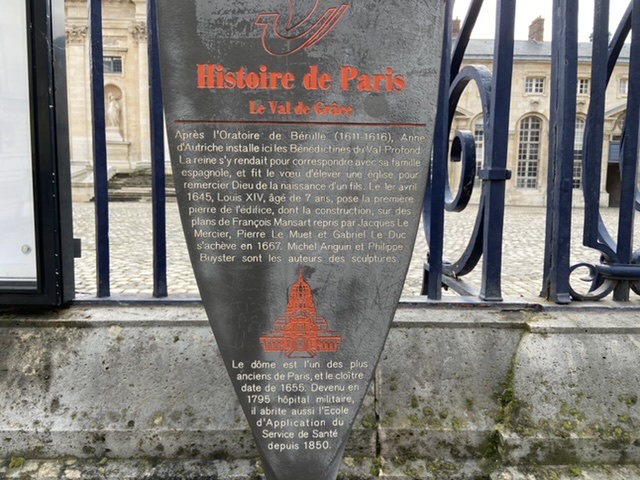 Histoire de Paris
Le Val de Grâce
Après l'Oratoire de Bérulle (1611-1616), Anne
d'Autriche installe ici les Bénédictines du Val-Profond.
La reine s'y rendait pour correspondre avec sa famille
espagnole, et fit le vœu d'élever une église pour
remercier Dieu de la naissance d'un fils. Le 1er avril
1645, Louis XIV, âgé de 7 ans, pose la première
pierre de l'édifice, dont la construction, sur des
plans de François Mansart repris par Jacques Le
Mercier, Pierre Le Muet et Gabriel Le Duc
s'achève en 1667. Michel Anguin et Philippe
Buyster sont les auteurs des sculptures.
Le dôme est l'un des plus
anciens de Paris, et le cloître
date de 1655. Devenu en
1795 hôpital militaire,
il abrite aussi l'Ecole
d'Application du
Service de Santé
depuis 1850.